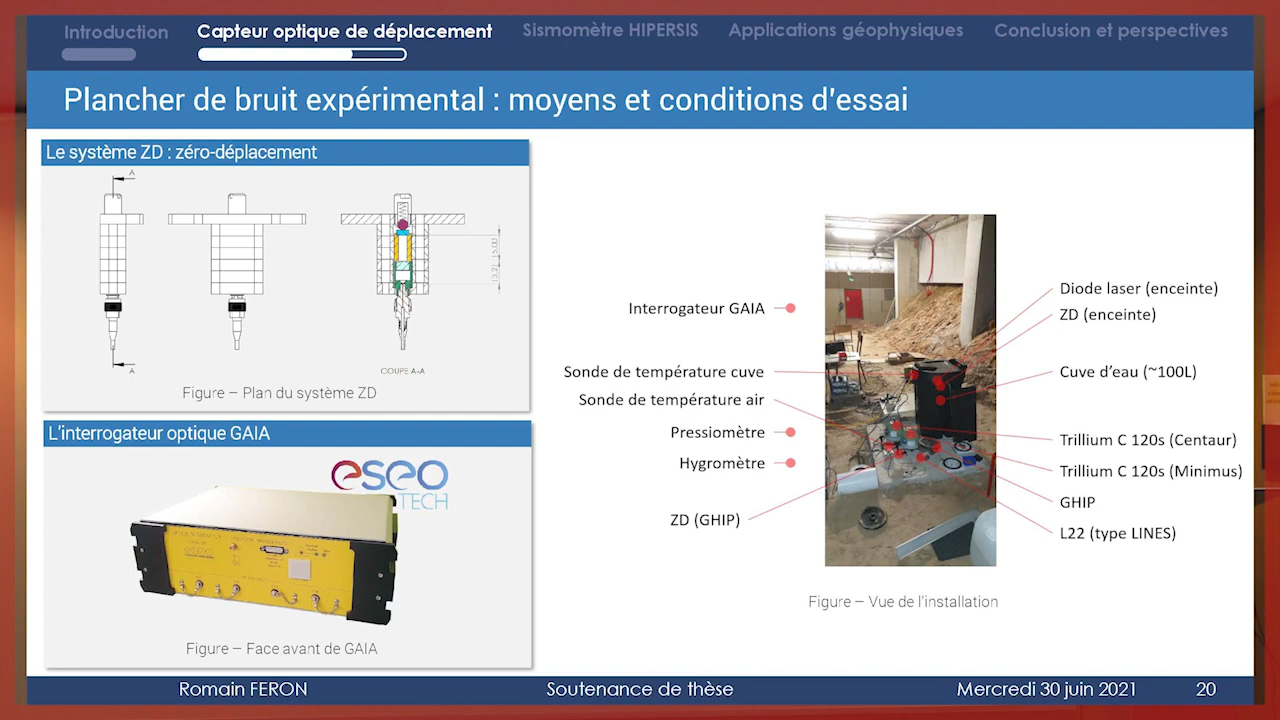 Introduction
Capteur optique de déplacement
Sismomètre HIPERSIS
Applications géophysiques
Conclusion et perspectives
Plancher de bruit expérimental : moyens et conditions d'essai
Le système ZD : zéro-déplacement
A
A
COUPE A-A
Figure – Plan du système ZD
L'interrogateur optique GAIA
eseo
TECH
Figure – Face avant de GAIA
Interrogateur GAIA
Sonde de température cuve
Sonde de température air
Pressiomètre
Hygromètre
ZD (GHIP)
Diode laser (enceinte)
ZD (enceinte)
Cuve d'eau (~100L)
Trillium C 120s (Centaur)
Trillium C 120s (Minimus)
GHIP
L22 (type LINES)
Figure – Vue de l'installation
Romain FERON
Soutenance de thèse
Mercredi 30 juin 2021
20